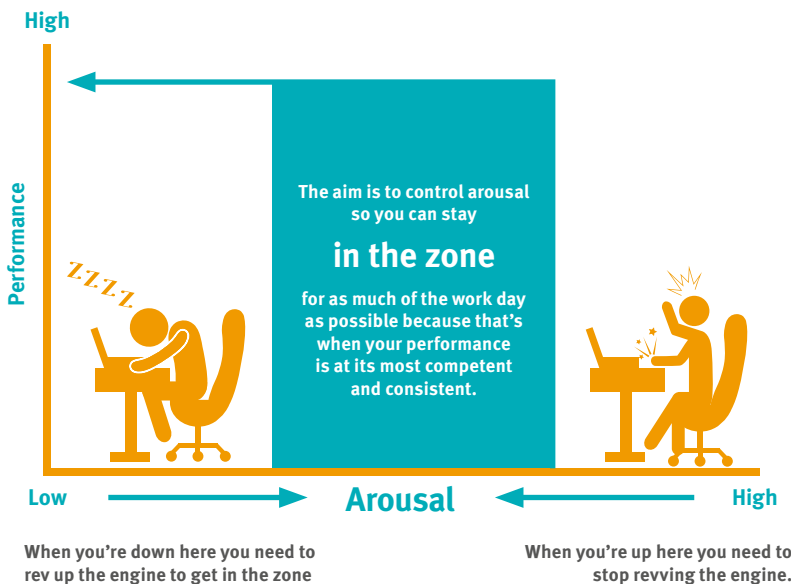 High
Performance
The aim is to control arousal
so you can stay
in the zone
for as much of the work day
as possible because that's
when your performance
is at its most competent
and consistent.
ZZZZ
Low
Arousal
High
When you're down here you need to
rev up the engine to get in the zone
When you're up here you need to
stop revving the engine.